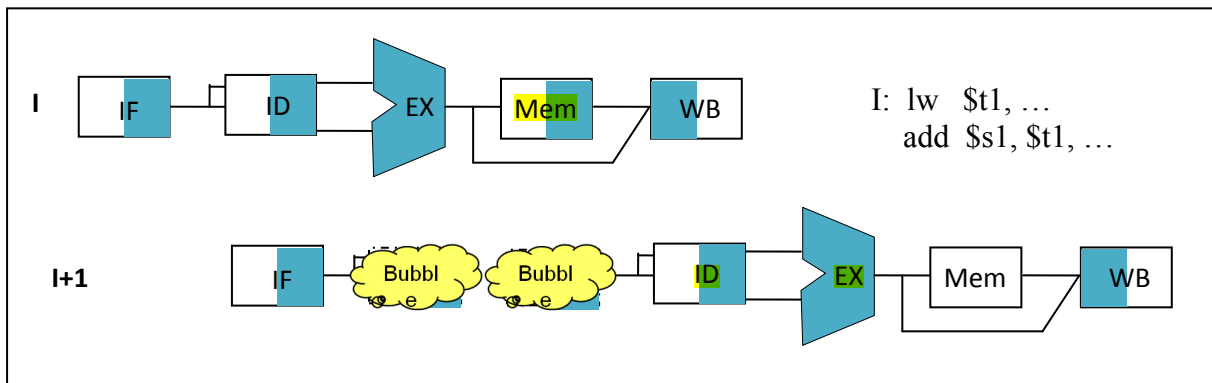 I
IF
ID
EX
Mem
WB
I: lw $t1, ...
add $s1, $t1, ...
I+1
IF
Bubbl
e
Bubbl
e
ID
EX
Mem
WB